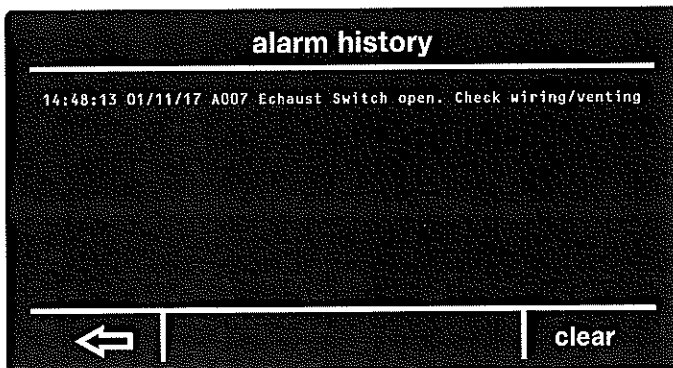 alarm history
14:48:13 01/11/17 A007 Echaust Switch open. Check wiring/venting
clear